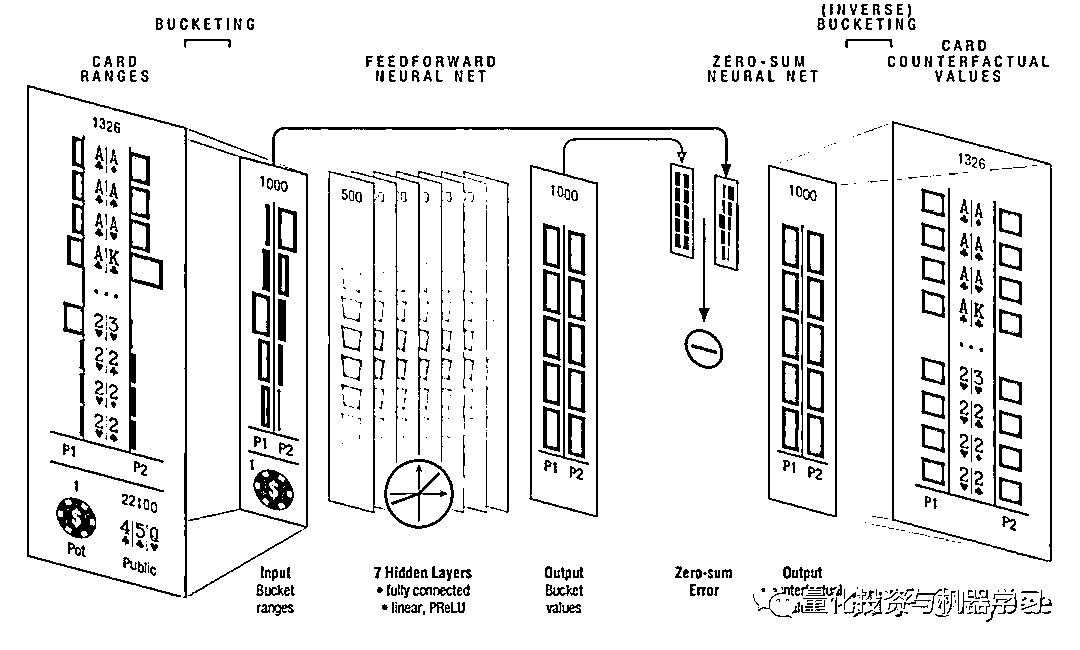 BUCKETING
(INVERSE)
BUCKETING
CARD
RANGES
FEEDFORWARD
NEURAL NET
ZERO-SUM
NEURAL NET
CARD
COUNTERFACTUAL
VALUES
1326
A A
A A
A A
A K
...
2 3
2 2
2 2
2 2
P1 P2
1
Pot
22100
4 5 Q
Public
1000
P1 P2
1
500
1000
P1 P2
1000
P1 P2
1326
A A
A A
A A
A K
...
2 3
2 2
2 2
2 2
P1 P2
Input
Bucket
ranges
7 Hidden Layers
• fully connected
• linear, PReLU
Output
Bucket
values
Zero-sum
Error
Output
量化投资与机器学习